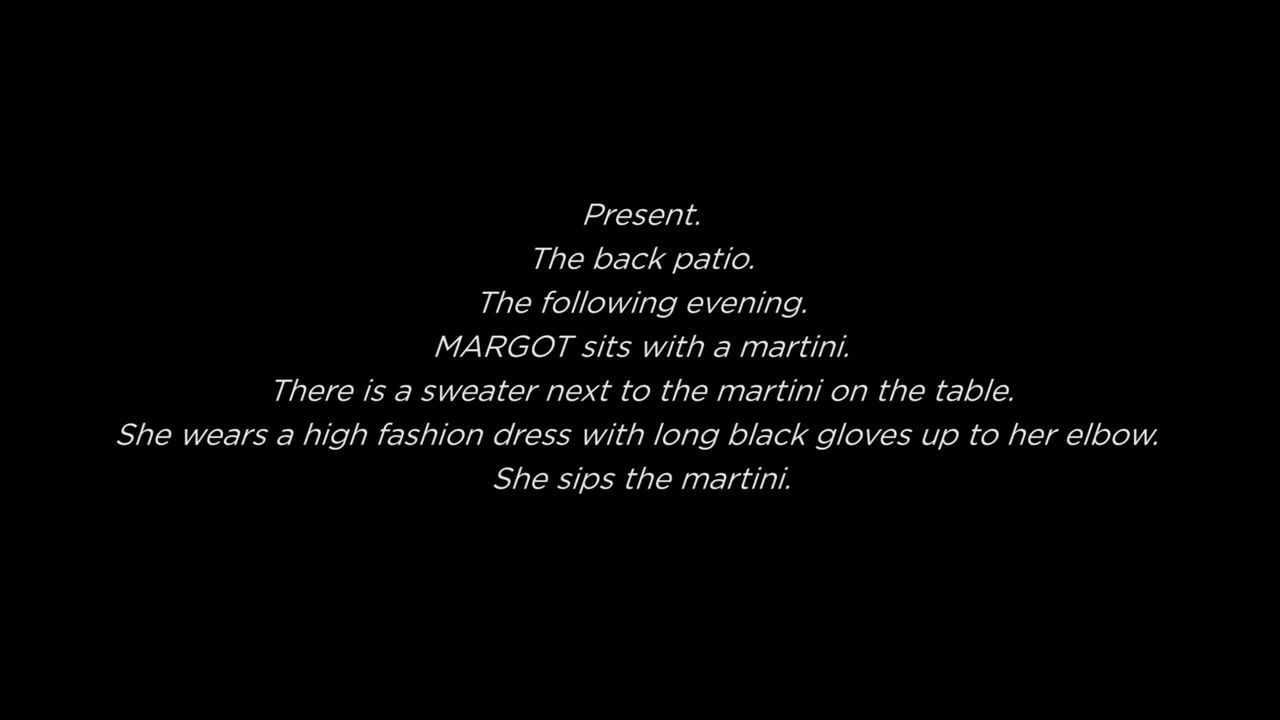 Present.
The back patio.
The following evening.
MARGOT sits with a martini.
There is a sweater next to the martini on the table.
She wears a high fashion dress with long black gloves up to her elbow.
She sips the martini.